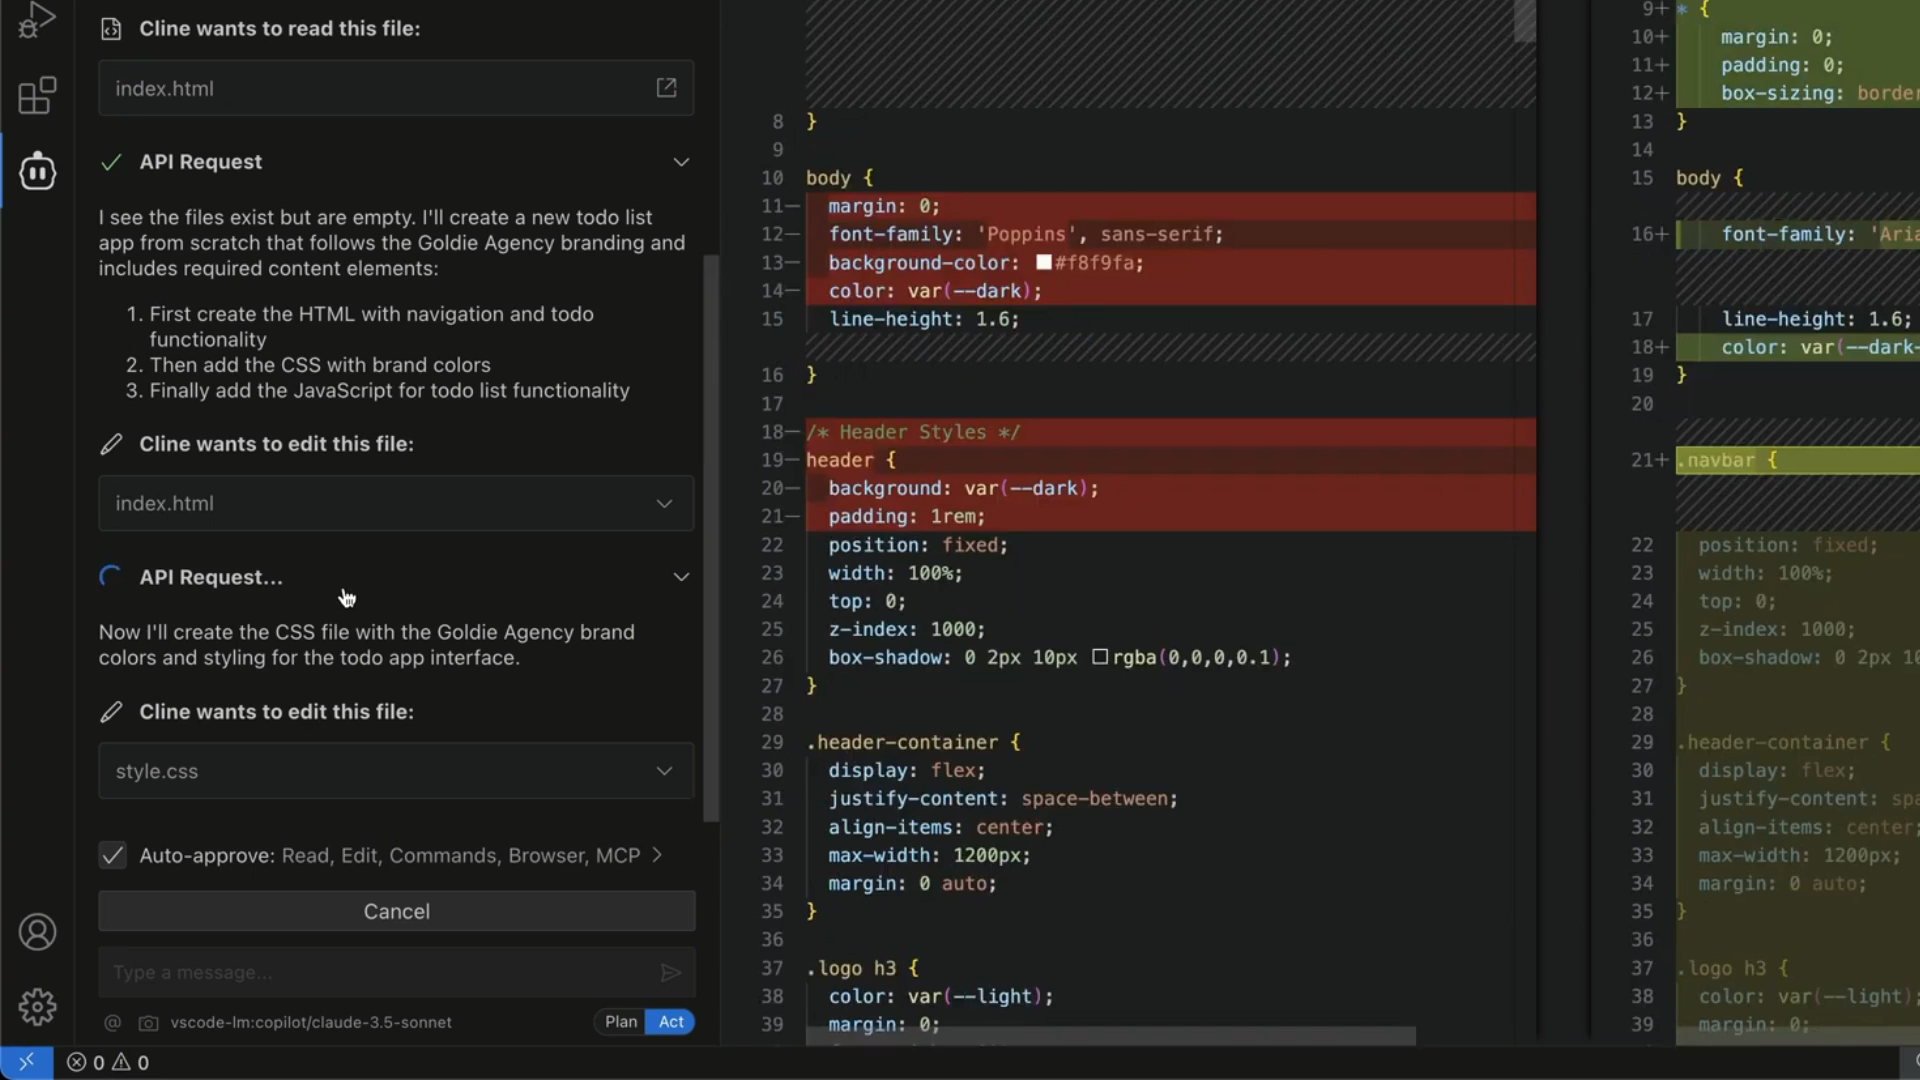 Cline wants to read this file:
index.html
API Request
I see the files exist but are empty. I'll create a new todo list
app from scratch that follows the Goldie Agency branding and
includes required content elements:
1. First create the HTML with navigation and todo
functionality
2. Then add the CSS with brand colors
3. Finally add the JavaScript for todo list functionality
Cline wants to edit this file:
index.html
API Request...
Now I'll create the CSS file with the Goldie Agency brand
colors and styling for the todo app interface.
Cline wants to edit this file:
style.css
Auto-approve: Read, Edit, Commands, Browser, MCP
Cancel
Type a message...
@ vscode-lm:copilot/claude-3.5-sonnet Plan Act
0 0
8 }
9
10 body {
11— margin: 0;
12— font-family: 'Poppins', sans-serif;
13— background-color: #f8f9fa;
14— color: var(--dark);
15 line-height: 1.6;
16 }
17
18— /* Header Styles */
19— header {
20— background: var(--dark);
21— padding: 1rem;
22 position: fixed;
23 width: 100%;
24 top: 0;
25 z-index: 1000;
26 box-shadow: 0 2px 10px rgba(0,0,0,0.1);
27 }
28
29 .header-container {
30 display: flex;
31 justify-content: space-between;
32 align-items: center;
33 max-width: 1200px;
34 margin: 0 auto;
35 }
36
37 .logo h3 {
38 color: var(--light);
39 margin: 0;
9+ * {
10+ margin: 0;
11+ padding: 0;
12+ box-sizing: border
13 }
14
15 body {
16+ font-family: 'Aria
17 line-height: 1.6;
18+ color: var(--dark-
19 }
20
21+ .navbar {
22 position: fixed;
23 width: 100%;
24 top: 0;
25 z-index: 1000;
26 box-shadow: 0 2px 10
27 }
28
29 .header-container {
30 display: flex;
31 justify-content: spa
32 align-items: center;
33 max-width: 1200px;
34 margin: 0 auto;
35 }
36
37 .logo h3 {
38 color: var(--light);
39 margin: 0;